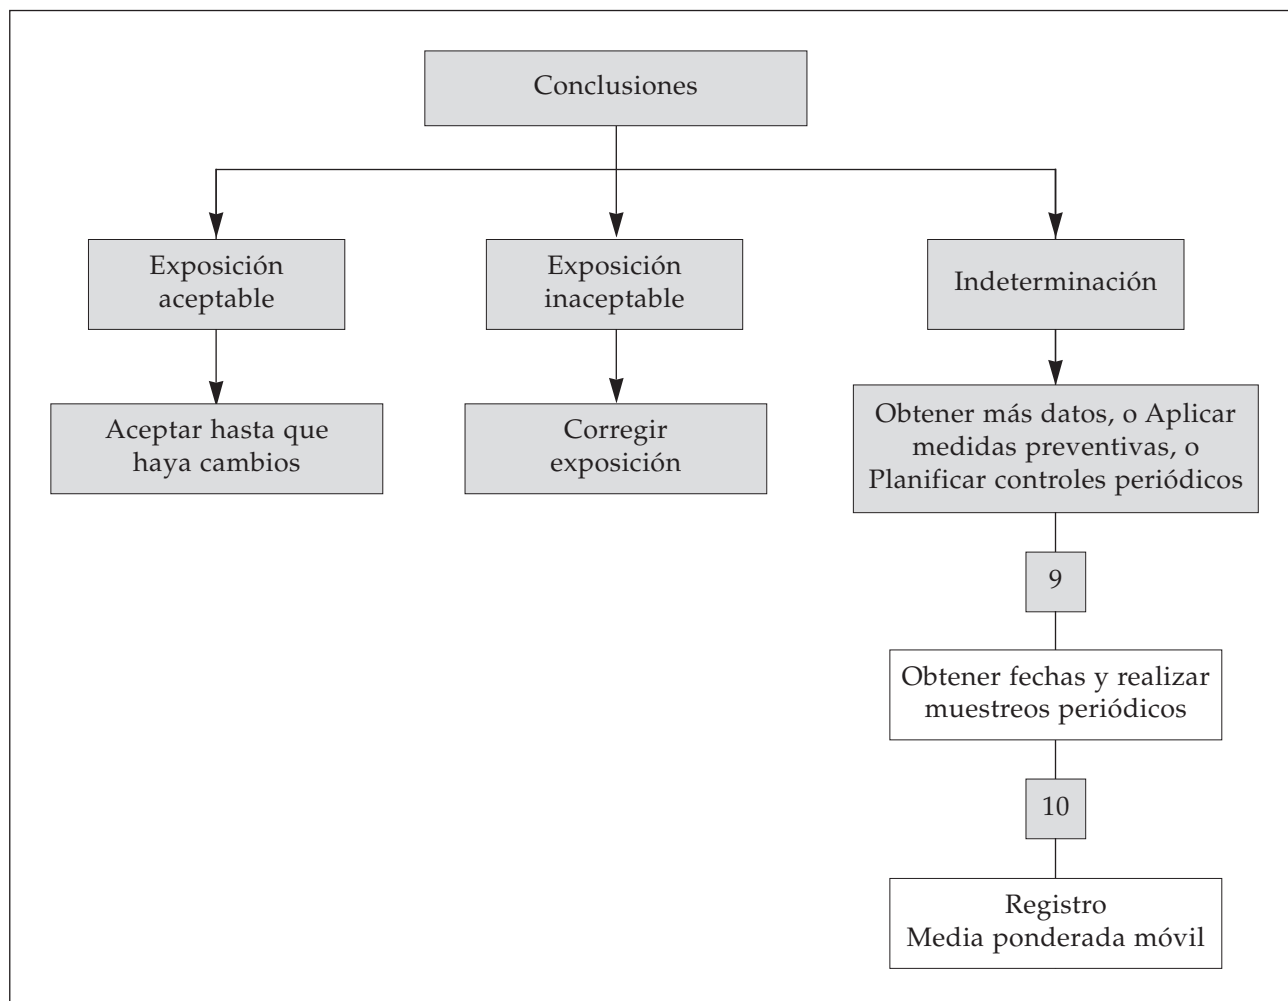 Conclusiones
Exposición
aceptable
Exposición
inaceptable
Indeterminación
Aceptar hasta que
haya cambios
Corregir
exposición
Obtener más datos, o Aplicar
medidas preventivas, o
Planificar controles periódicos
9
Obtener fechas y realizar
muestreos periódicos
10
Registro
Media ponderada móvil